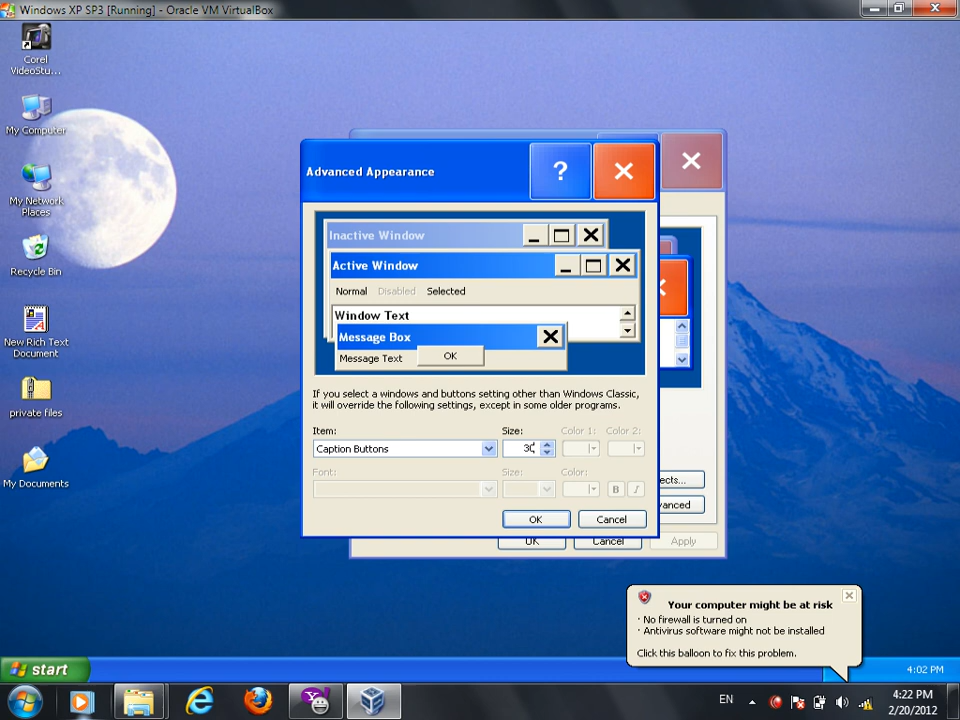 Windows XP SP3 [Running] - Oracle VM VirtualBox
Corel
VideoStu...
My Computer
My Network
Places
Recycle Bin
New Rich Text
Document
private files
My Documents
Advanced Appearance
?
Inactive Window
Active Window
Normal Disabled Selected
Window Text
Message Box
Message Text
OK
If you select a windows and buttons setting other than Windows Classic,
it will override the following settings, except in some older programs.
Item: Size: Color 1: Color 2:
Caption Buttons
Font: Size: Color:
B I
OK Cancel
ects...
vanced
OK Cancel Apply
Your computer might be at risk
· No firewall is turned on
· Antivirus software might not be installed
Click this balloon to fix this problem.
start
4:02 PM
EN
4:22 PM
2/20/2012